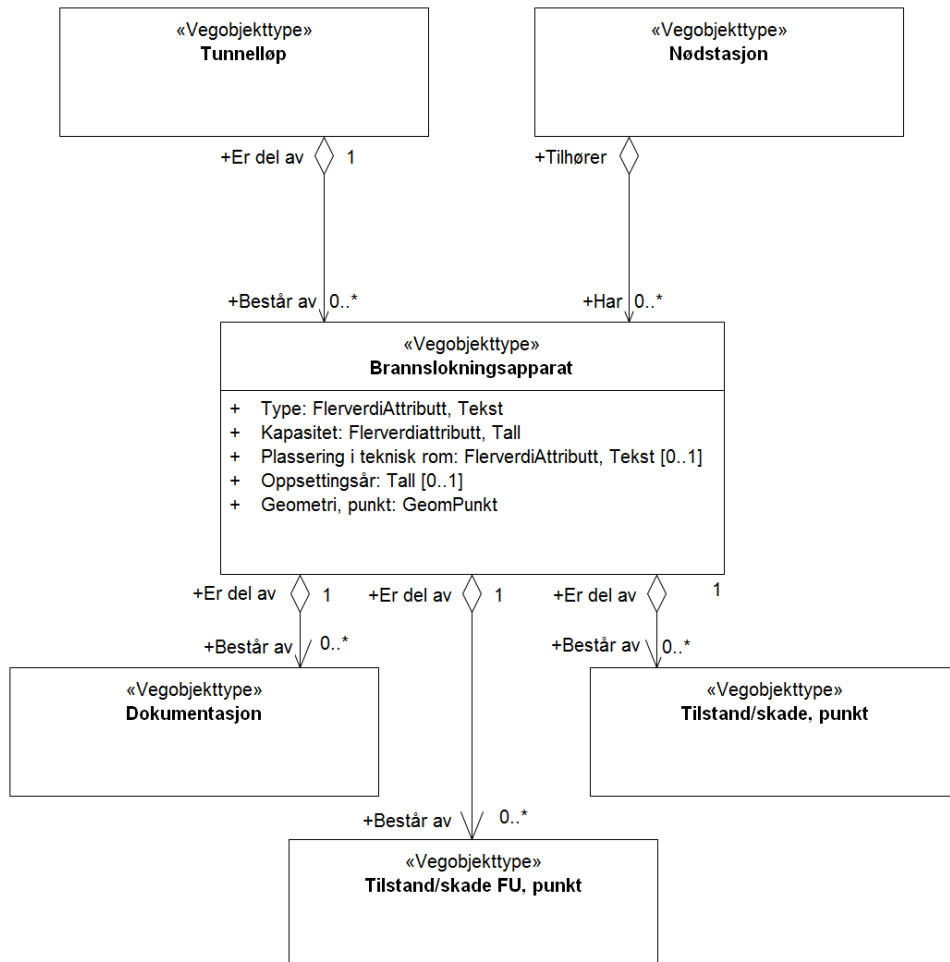 «Vegobjekttype»
Tunnelløp
«Vegobjekttype»
Nødstasjon
+Er del av
1
+Tilhører
+Består av
0..*
+Har
0..*
«Vegobjekttype»
Brannslokningsapparat
+ Type: FlerverdiAttributt, Tekst
+ Kapasitet: Flerverdiattributt, Tall
+ Plassering i teknisk rom: FlerverdiAttributt, Tekst [0..1]
+ Oppsettingsår: Tall [0..1]
+ Geometri, punkt: GeomPunkt
+Er del av
1
+Er del av
1
+Er del av
1
+Består av
0..*
+Består av
0..*
«Vegobjekttype»
Dokumentasjon
«Vegobjekttype»
Tilstand/skade, punkt
+Består av
0..*
«Vegobjekttype»
Tilstand/skade FU, punkt